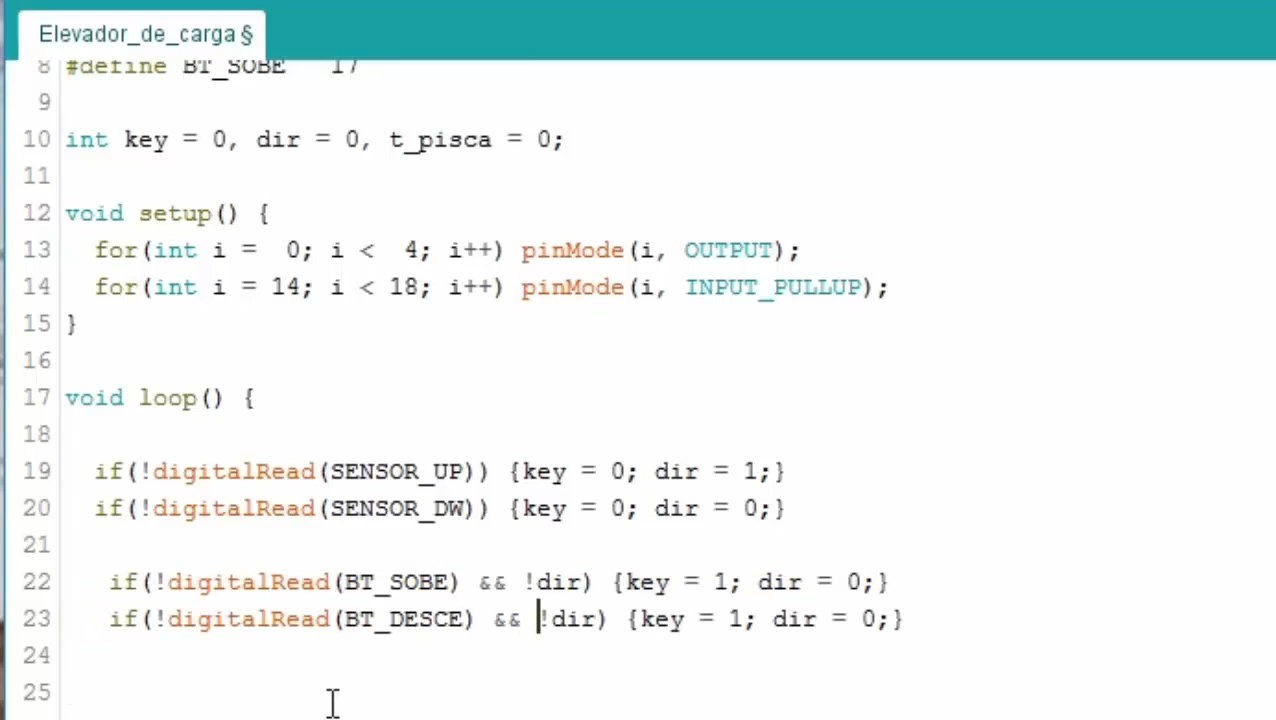 Elevador_de_carga §
8 #define BT_SOBE 17
9
10 int key = 0, dir = 0, t_pisca = 0;
11
12 void setup() {
13 for(int i = 0; i < 4; i++) pinMode(i, OUTPUT);
14 for(int i = 14; i < 18; i++) pinMode(i, INPUT_PULLUP);
15 }
16
17 void loop() {
18
19 if(!digitalRead(SENSOR_UP)) {key = 0; dir = 1;}
20 if(!digitalRead(SENSOR_DW)) {key = 0; dir = 0;}
21
22 if(!digitalRead(BT_SOBE) && !dir) {key = 1; dir = 0;}
23 if(!digitalRead(BT_DESCE) && !dir) {key = 1; dir = 0;}
24
25